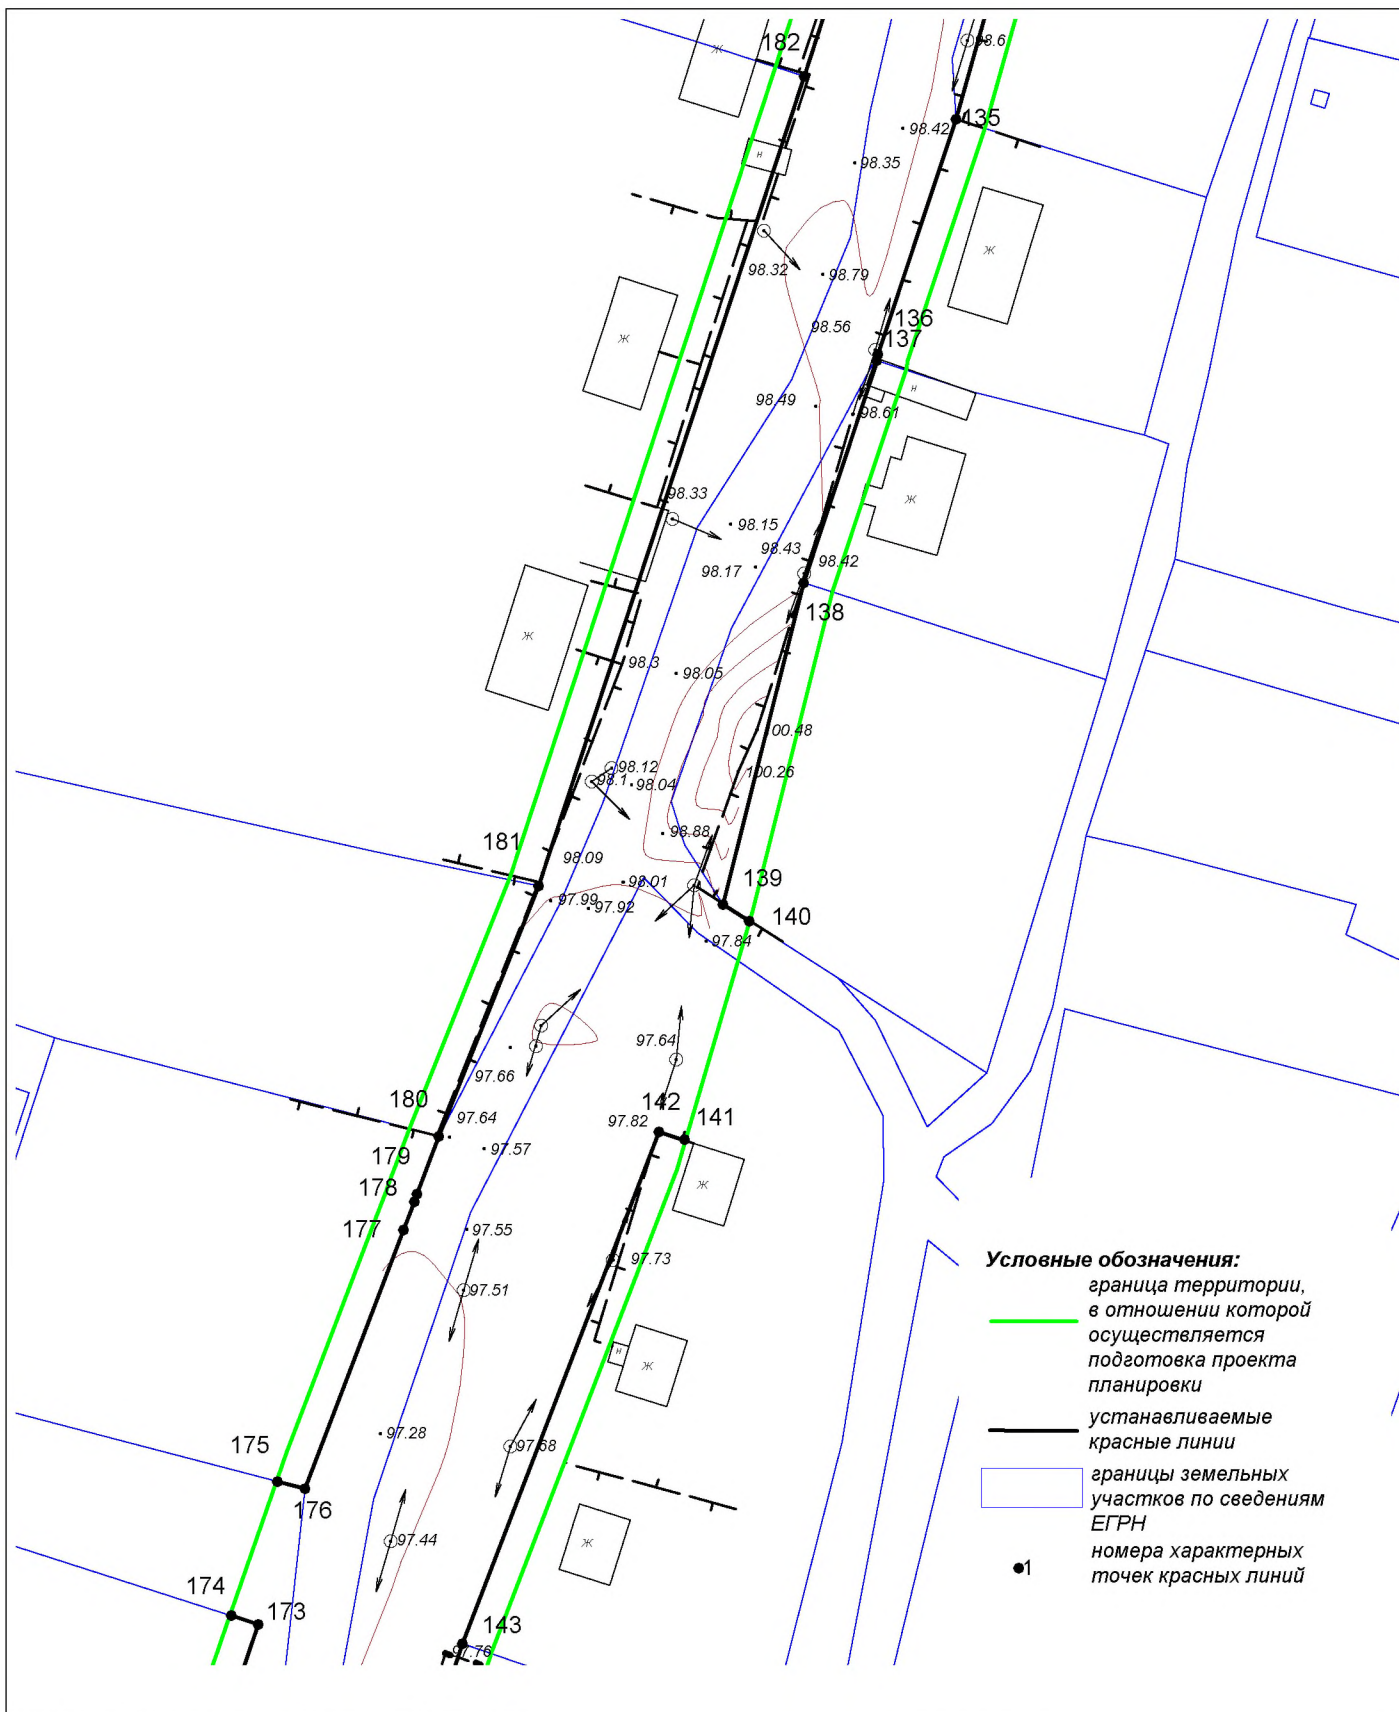 182
98.6
Ж
135
98.42
н
98.35
98.32
98.79
Ж
98.56
136
137
Ж
н
98.49
98.61
98.33
Ж
98.15
98.43
98.17
98.42
138
Ж
98.3
98.05
00.48
98.12
98.1
98.04
100.26
98.88
181
98.09
98.01
139
97.99
97.92
140
97.84
97.64
97.66
180
97.64
97.82
142
141
97.57
179
178
Ж
177
97.55
97.73
97.51
Условные обозначения:
граница территории,
в отношении которой
осуществляется
подготовка проекта
планировки
н
Ж
устанавливаемые
красные линии
97.28
97.68
175
границы земельных
участков по сведениям
ЕГРН
176
97.44
Ж
1
номера характерных
точек красных линий
174
173
143
97.76